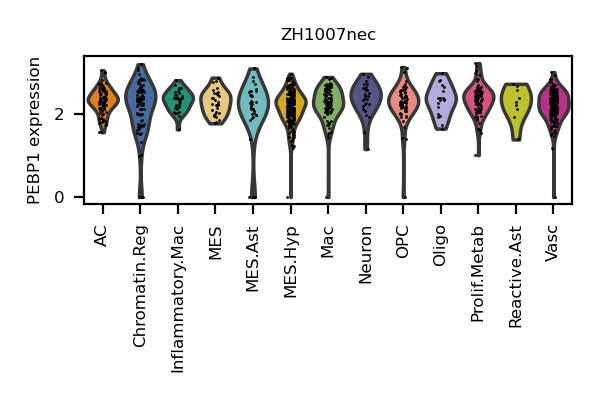 ZH1007nec
PEBP1 expression
2
0
AC
Chromatin.Reg
Inflammatory.Mac
MES
MES.Ast
MES.Hyp
Mac
Neuron
OPC
Oligo
Prolif.Metab
Reactive.Ast
Vasc